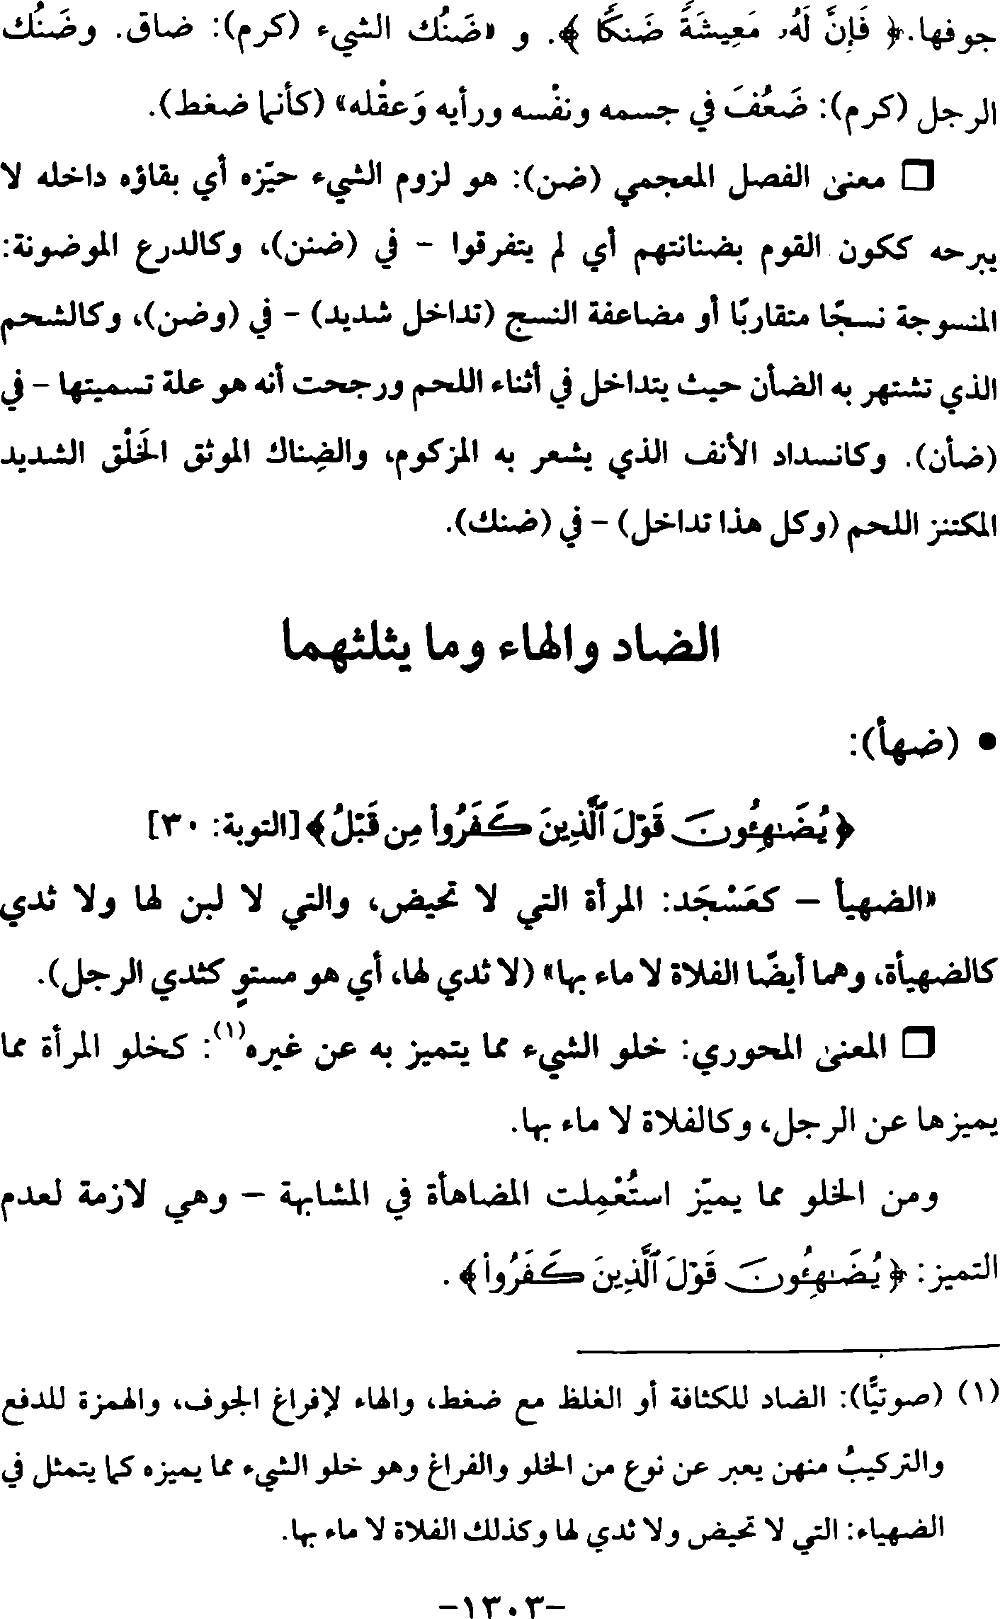 جوفها. ﴿ فَإِنَّ لَهُۥ مَعِيشَةً ضَنكًا ﴾. و «ضَنُك الشيء (كرم): ضاق. وضَنُك
الرجل (كرم): ضَعُفَ في جسمه ونفْسه ورأيه وَعقْله» (كأنما ضغط).
❒ معنى الفصل المعجمي (ضن): هو لزوم الشيء حيّزه أي بقاؤه داخله لا
يبرحه ككون القوم بضنانتهم أي لم يتفرقوا - في (ضنن)، وكالدرع الموضونة:
المنسوجة نسجًا متقاربًا أو مضاعفة النسج (تداخل شديد) - في (وضن)، وكالشحم
الذي تشتهر به الضأن حيث يتداخل في أثناء اللحم ورجحت أنه هو علة تسميتها - في
(ضأن). وكانسداد الأنف الذي يشعر به المزكوم، والضِناك الموثق الخَلْق الشديد
المكتنز اللحم (وكل هذا تداخل) - في (ضنك).
الضاد والهاء وما يثلثهما
• (ضهأ):
﴿ يُضَـٰهِـُٔونَ قَوْلَ ٱلَّذِينَ كَفَرُواْ مِن قَبْلُ ﴾ [التوبة: ٣٠]
«الضهيأ – كعَسْجَد: المرأة التي لا تحيض، والتي لا لبن لها ولا ثدي
كالضهيأة، وهما أيضًا الفلاة لا ماء بها» (لا ثدي لها، أي هو مستوٍ كثدي الرجل).
❒ المعنى المحوري: خلو الشيء مما يتميز به عن غيره(١): كخلو المرأة مما
يميزها عن الرجل، وكالفلاة لا ماء بها.
ومن الخلو مما يميّز استُعْمِلت المضاهأة في المشابهة – وهي لازمة لعدم
التميز: ﴿ يُضَـٰهِـُٔونَ قَوْلَ ٱلَّذِينَ كَفَرُواْ ﴾.
(١) (صوتيًّا): الضاد للكثافة أو الغلظ مع ضغط، والهاء لإفراغ الجوف، والهمزة للدفع
والتركيبُ منهن يعبر عن نوع من الخلو والفراغ وهو خلو الشيء مما يميزه كما يتمثل في
الضهياء: التي لا تحيض ولا ثدي لها وكذلك الفلاة لا ماء بها.
-١٣٠٣-